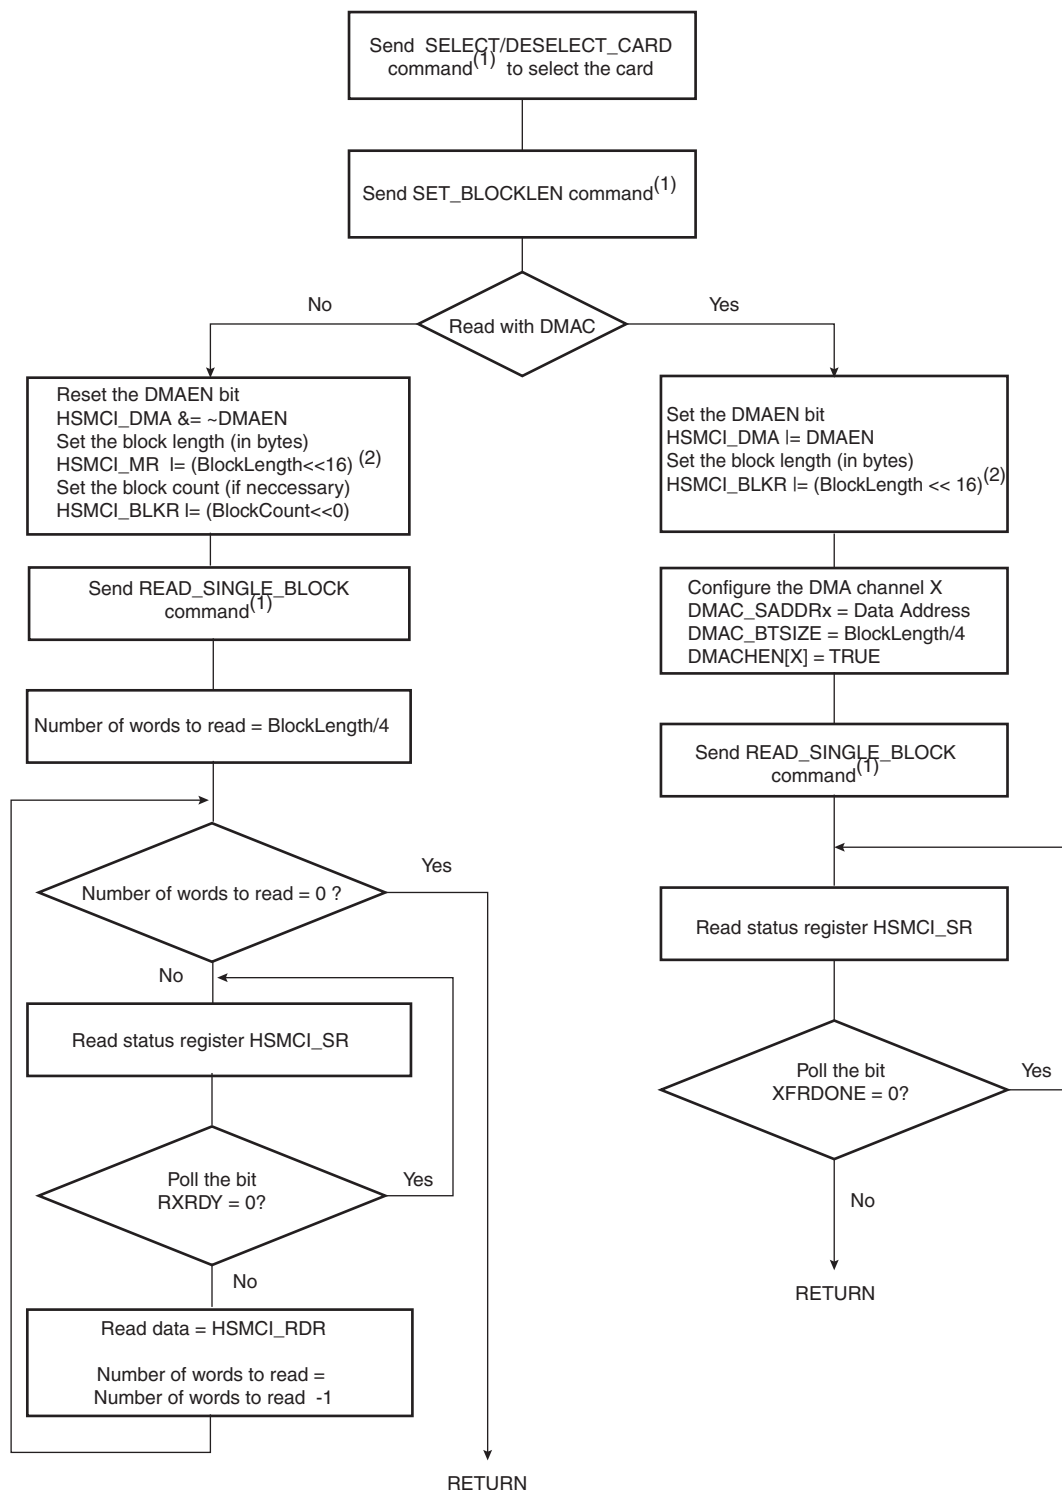 Send SELECT/DESELECT_CARD
command(1) to select the card
Send SET_BLOCKLEN command(1)
No
Yes
Read with DMAC
Reset the DMAEN bit
HSMCI_DMA &= ~DMAEN
Set the block length (in bytes)
HSMCI_MR |= (BlockLength<<16) (2)
Set the block count (if neccessary)
HSMCI_BLKR |= (BlockCount<<0)
Send READ_SINGLE_BLOCK
command(1)
Number of words to read = BlockLength/4
Number of words to read = 0 ?
Yes
No
Read status register HSMCI_SR
Poll the bit
RXRDY = 0?
Yes
No
Read data = HSMCI_RDR
Number of words to read =
Number of words to read -1
RETURN
Set the DMAEN bit
HSMCI_DMA |= DMAEN
Set the block length (in bytes)
HSMCI_BLKR |= (BlockLength << 16)(2)
Configure the DMA channel X
DMAC_SADDRx = Data Address
DMAC_BTSIZE = BlockLength/4
DMACHEN[X] = TRUE
Send READ_SINGLE_BLOCK
command(1)
Read status register HSMCI_SR
Poll the bit
XFRDONE = 0?
Yes
No
RETURN